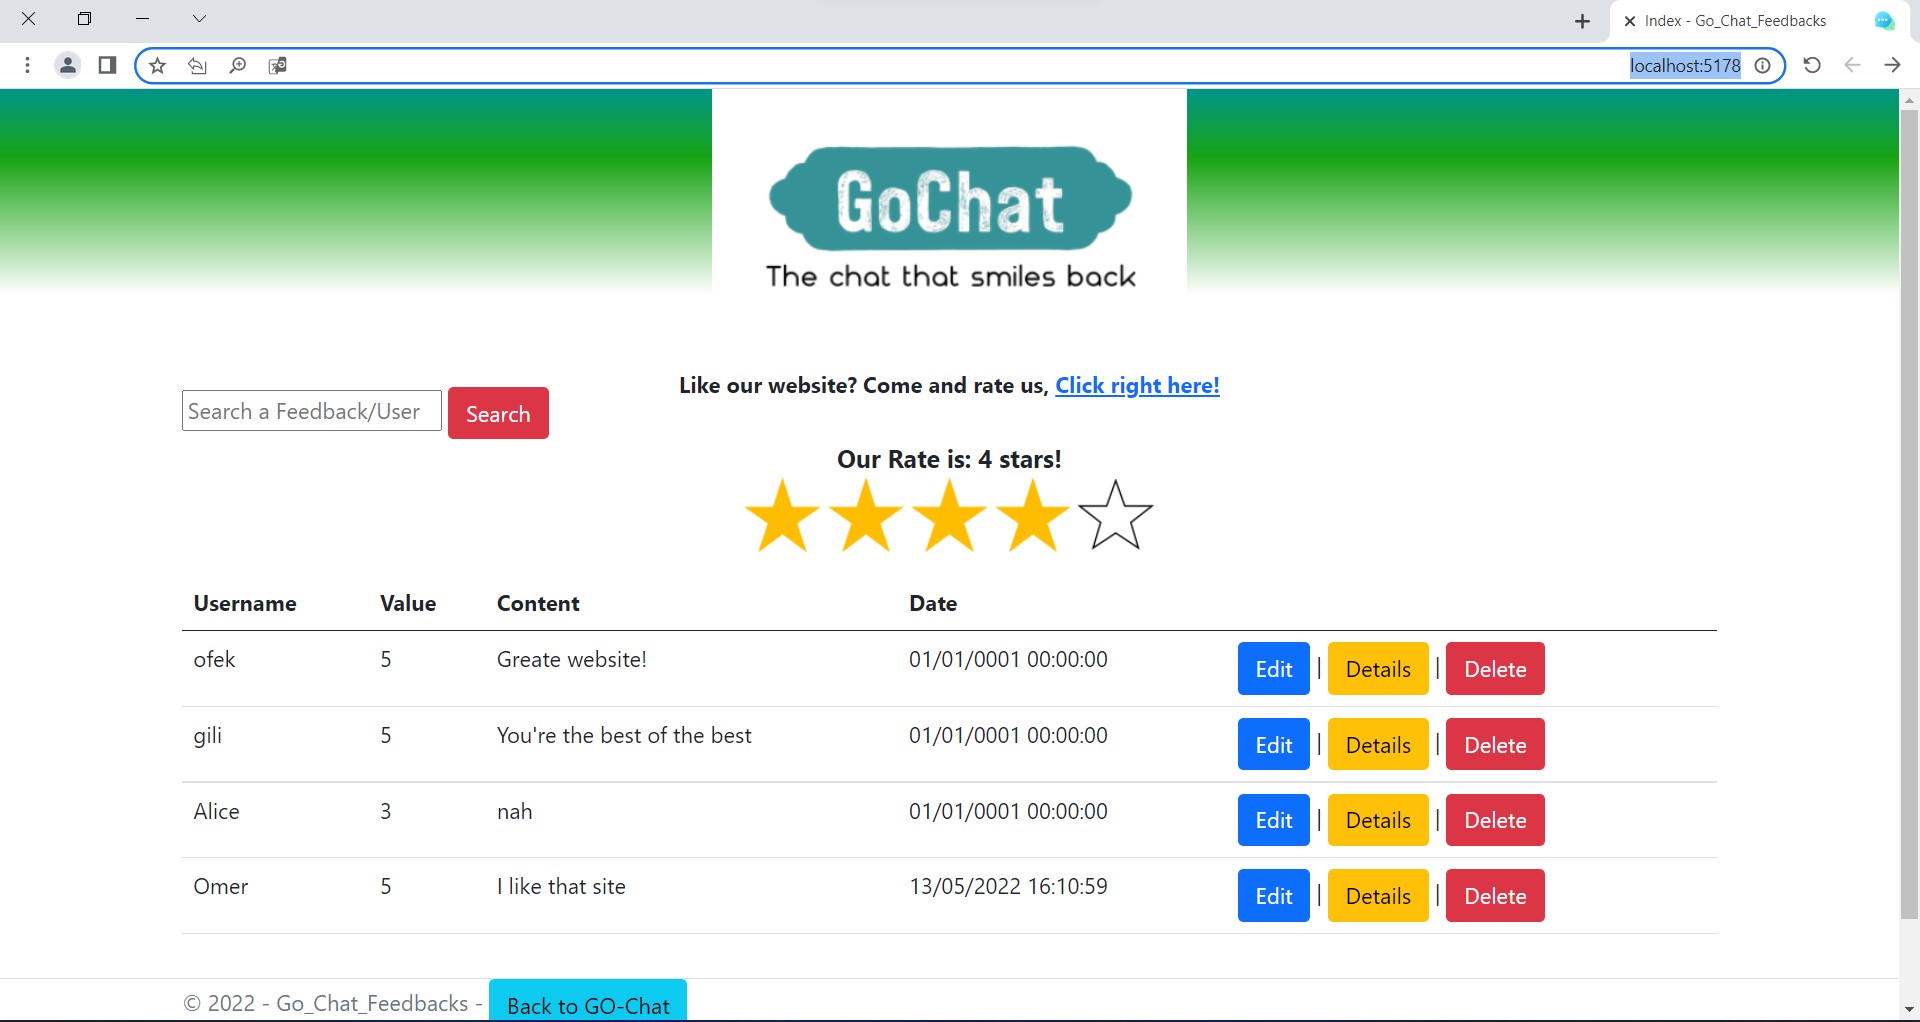 Index - Go_Chat_Feedbacks
localhost:5178
GoChat
The chat that smiles back
Like our website? Come and rate us, Click right here!
Search a Feedback/User Search
Our Rate is: 4 stars!
Username Value Content Date
ofek 5 Greate website! 01/01/0001 00:00:00 Edit | Details | Delete
gili 5 You're the best of the best 01/01/0001 00:00:00 Edit | Details | Delete
Alice 3 nah 01/01/0001 00:00:00 Edit | Details | Delete
Omer 5 I like that site 13/05/2022 16:10:59 Edit | Details | Delete
© 2022 - Go_Chat_Feedbacks - Back to GO-Chat